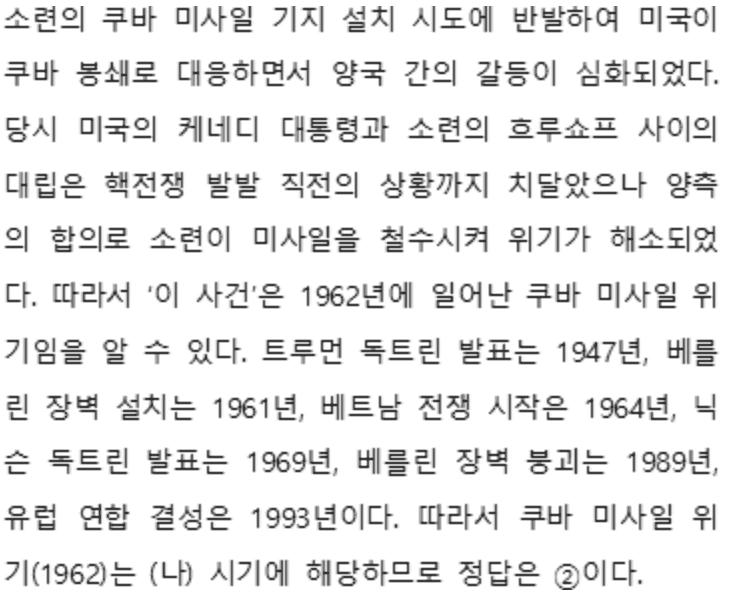 소련의 쿠바 미사일 기지 설치 시도에 반발하여 미국이
쿠바 봉쇄로 대응하면서 양국 간의 갈등이 심화되었다.
당시 미국의 케네디 대통령과 소련의 흐루쇼프 사이의
대립은 핵전쟁 발발 직전의 상황까지 치달았으나 양측
의 합의로 소련이 미사일을 철수시켜 위기가 해소되었
다. 따라서 ‘이 사건’은 1962년에 일어난 쿠바 미사일 위
기임을 알 수 있다. 트루먼 독트린 발표는 1947년, 베를
린 장벽 설치는 1961년, 베트남 전쟁 시작은 1964년, 닉
슨 독트린 발표는 1969년, 베를린 장벽 붕괴는 1989년,
유럽 연합 결성은 1993년이다. 따라서 쿠바 미사일 위
기(1962)는 (나) 시기에 해당하므로 정답은 ②이다.